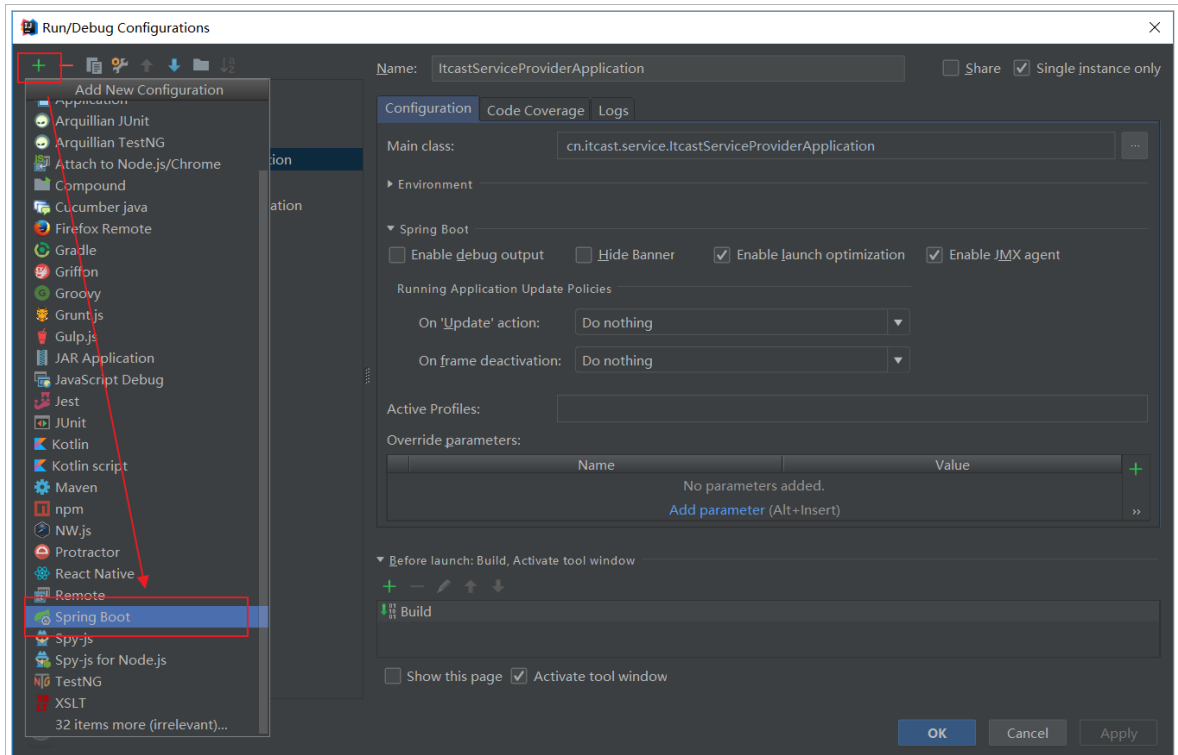 Run/Debug Configurations
Add New Configuration
Application
Arquillian JUnit
Arquillian TestNG
Attach to Node.js/Chrome
Compound
Cucumber java
Firefox Remote
Gradle
Griffon
Groovy
Grunt.js
Gulp.js
JAR Application
JavaScript Debug
Jest
JUnit
Kotlin
Kotlin script
Maven
npm
NW.js
Protractor
React Native
Remote
Spring Boot
Spy-js
Spy-js for Node.js
TestNG
XSLT
32 items more (irrelevant)...
tion
ation
Name: ItcastServiceProviderApplication Share Single instance only
Configuration Code Coverage Logs
Main class: cn.itcast.service.ItcastServiceProviderApplication ...
Environment
Spring Boot
Enable debug output Hide Banner Enable launch optimization Enable JMX agent
Running Application Update Policies
On 'Update' action: Do nothing
On frame deactivation: Do nothing
Active Profiles:
Override parameters:
Name Value
No parameters added.
Add parameter (Alt+Insert)
Before launch: Build, Activate tool window
Build
Show this page Activate tool window
OK Cancel Apply